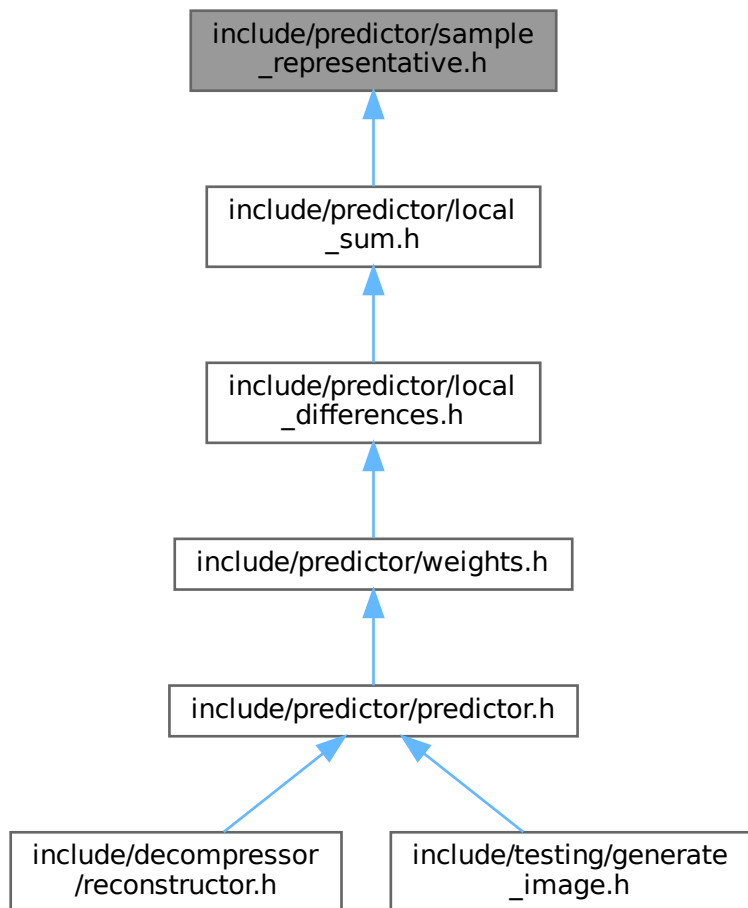 include/predictor/sample
_representative.h
include/predictor/local
_sum.h
include/predictor/local
_differences.h
include/predictor/weights.h
include/predictor/predictor.h
include/decompressor
/reconstructor.h
include/testing/generate
_image.h